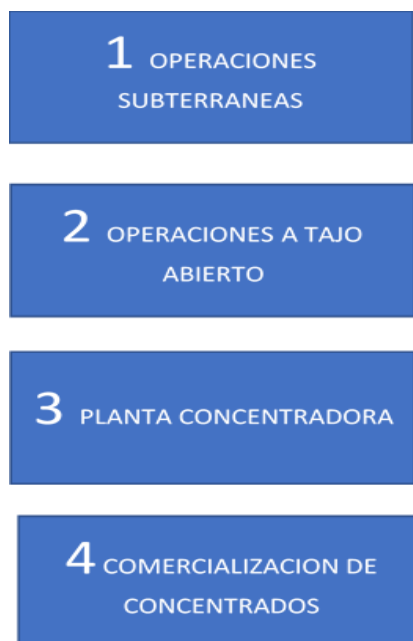 1 OPERACIONES
SUBTERRANEAS
2 OPERACIONES A TAJO
ABIERTO
3 PLANTA CONCENTRADORA
4 COMERCIALIZACION DE
CONCENTRADOS